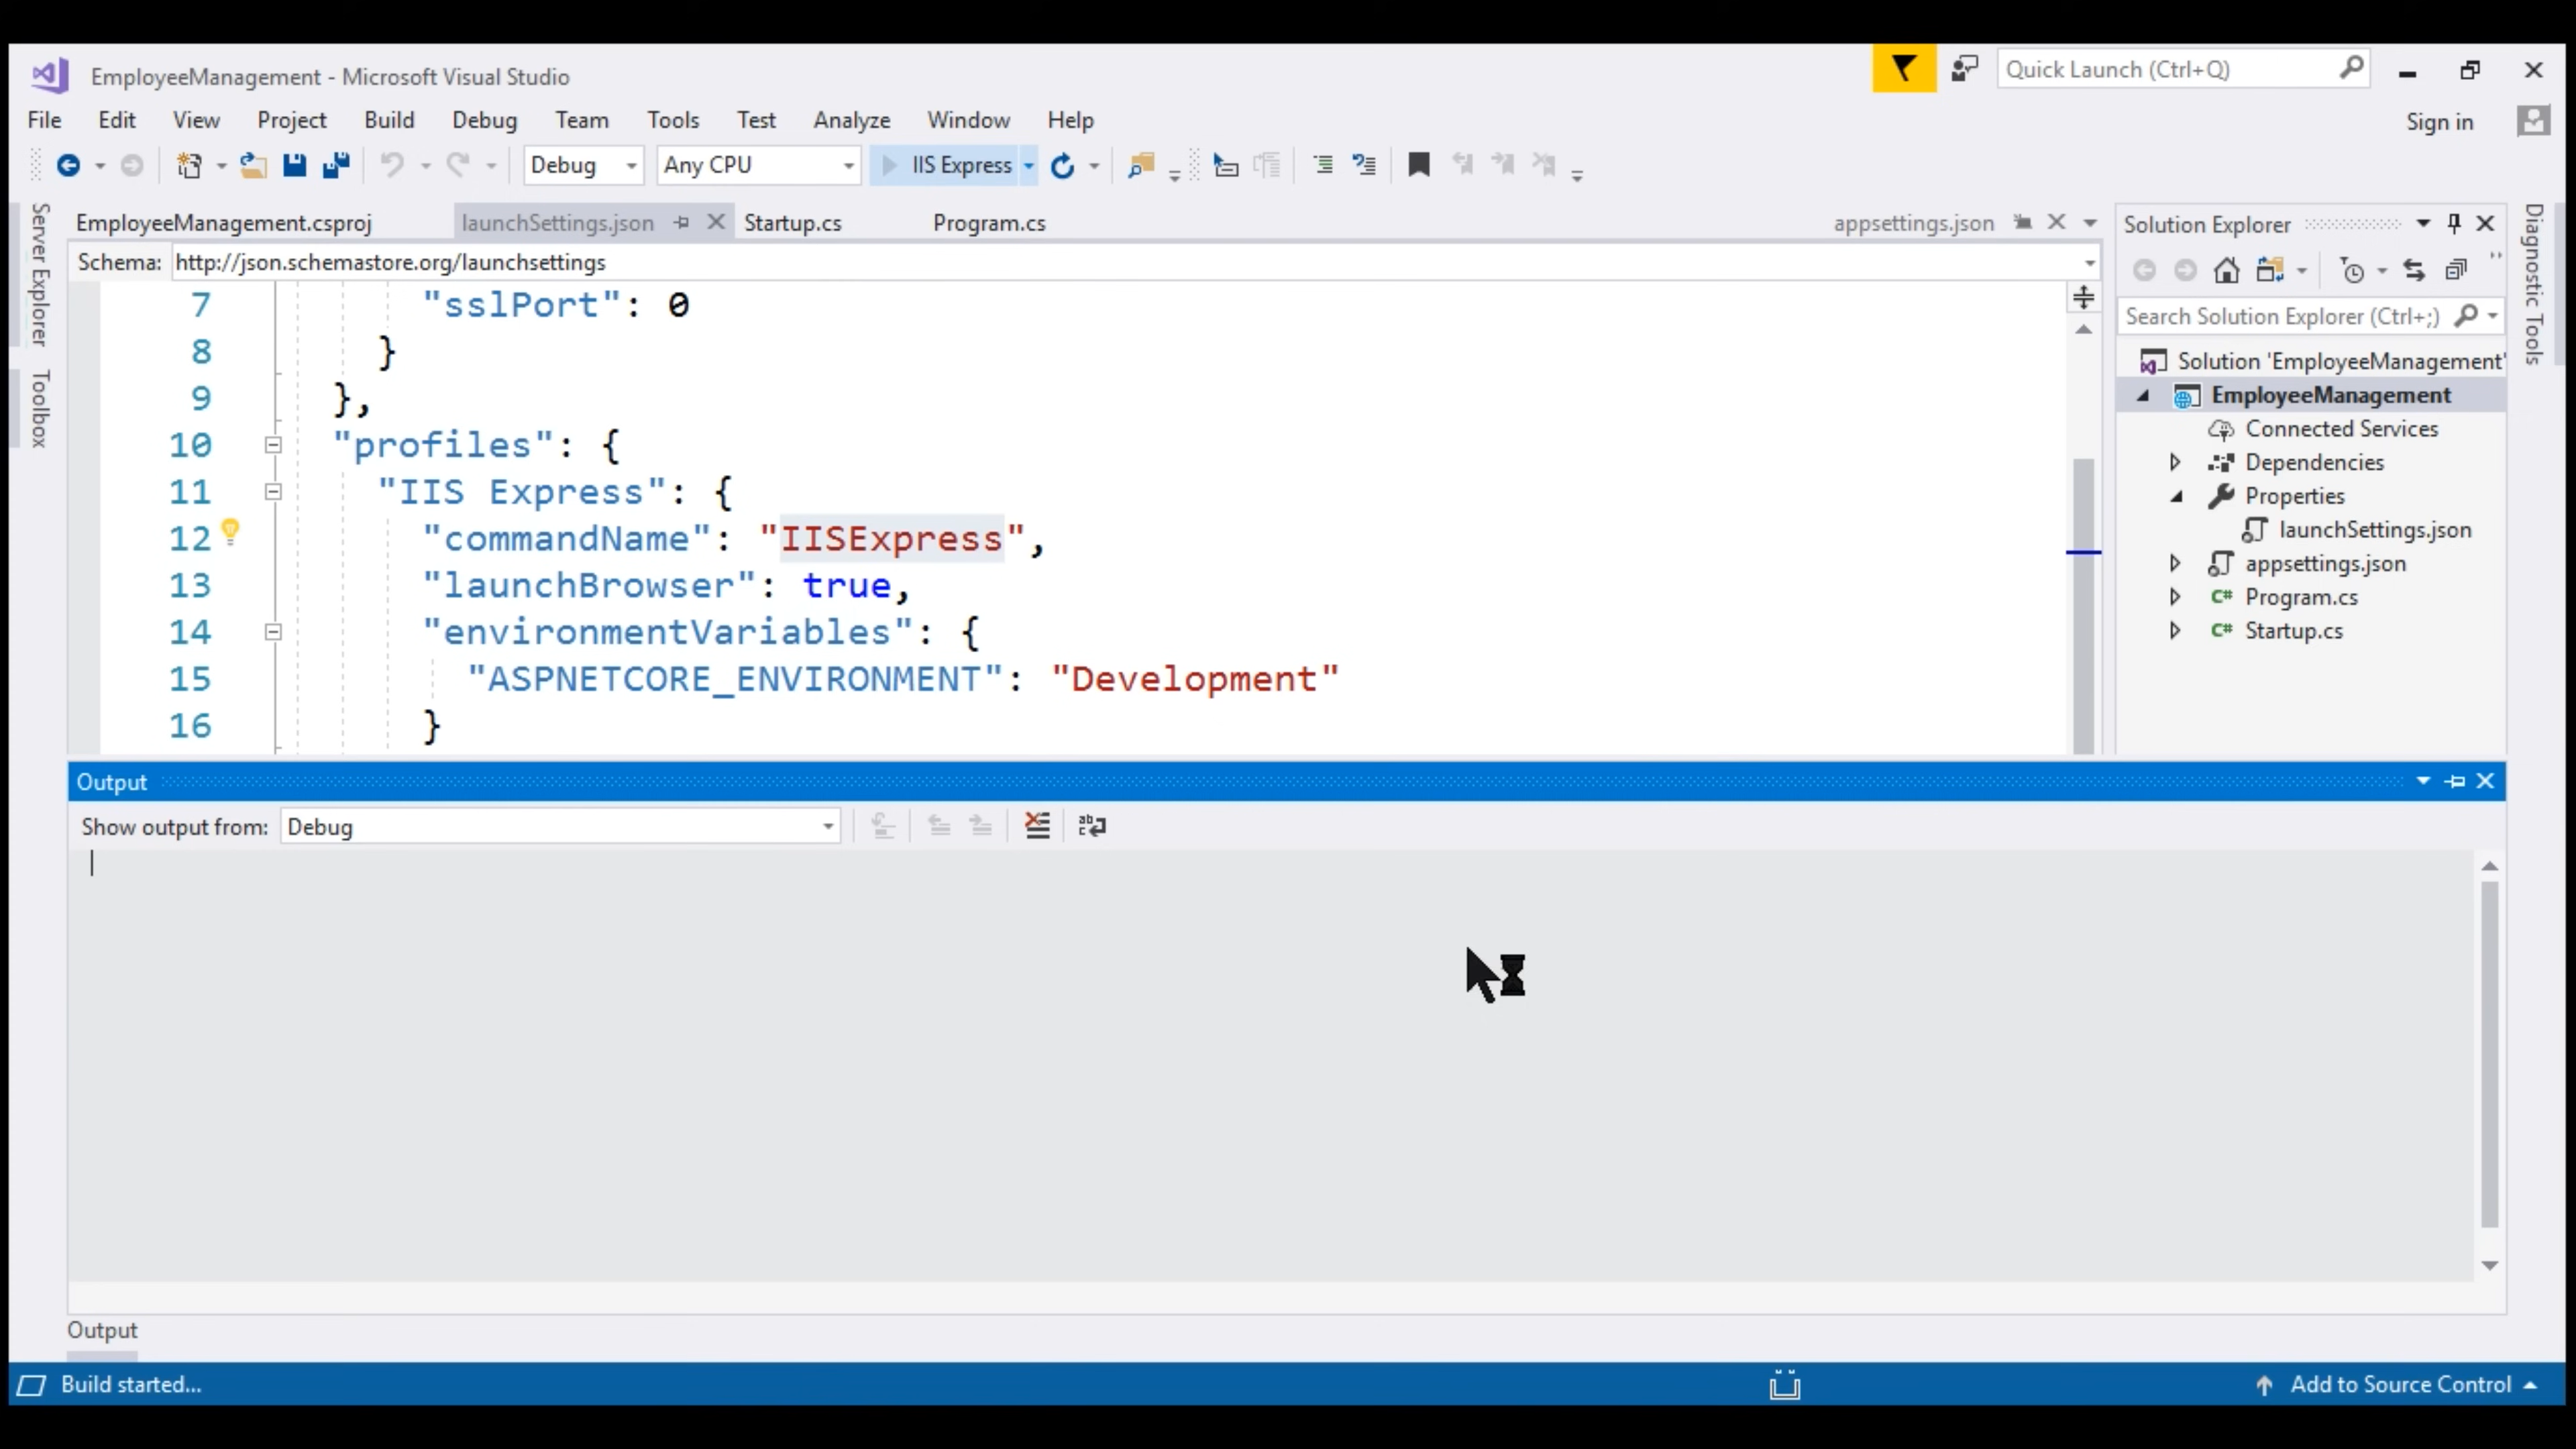 EmployeeManagement - Microsoft Visual Studio
Quick Launch (Ctrl+Q)
File Edit View Project Build Debug Team Tools Test Analyze Window Help
Sign in
Debug Any CPU IIS Express
EmployeeManagement.csproj launchSettings.json Startup.cs Program.cs appsettings.json
Schema: http://json.schemastore.org/launchsettings
7 "sslPort": 0
8 }
9 },
10 "profiles": {
11 "IIS Express": {
12 "commandName": "IISExpress",
13 "launchBrowser": true,
14 "environmentVariables": {
15 "ASPNETCORE_ENVIRONMENT": "Development"
16 }
Server Explorer
Toolbox
Solution Explorer
Search Solution Explorer (Ctrl+;)
Solution 'EmployeeManagement'
EmployeeManagement
Connected Services
Dependencies
Properties
launchSettings.json
appsettings.json
C# Program.cs
C# Startup.cs
Diagnostic Tools
Output
Show output from: Debug
Output
Build started...
Add to Source Control